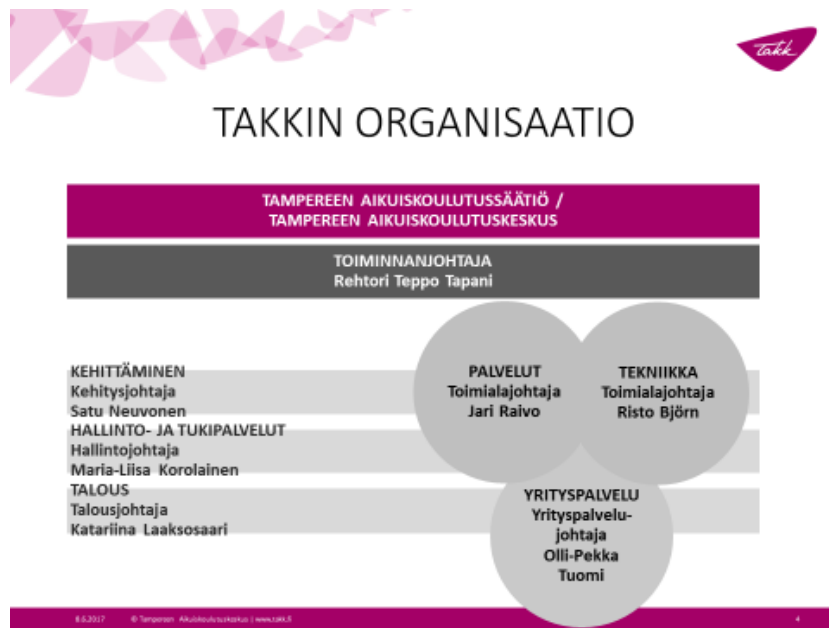 Takk
TAKKIN ORGANISAATIO
TAMPEREEN AIKUISKOULUTUSSÄÄTIÖ /
TAMPEREEN AIKUISKOULUTUSKESKUS
TOIMINNANJOHTAJA
Rehtori Teppo Tapani
KEHITTÄMINEN
Kehitysjohtaja
Satu Neuvonen
HALLINTO- JA TUKIPALVELUT
Hallintojohtaja
Maria-Liisa Korolainen
TALOUS
Talousjohtaja
Katariina Laaksosaari
PALVELUT
Toimialajohtaja
Jari Raivo
TEKNIIKKA
Toimialajohtaja
Risto Björn
YRITYSPALVELU
Yrityspalvelu-
johtaja
Olli-Pekka
Tuomi
8.6.2017 © Tampereen Aikuiskoulutuskeskus | www.takk.fi 4